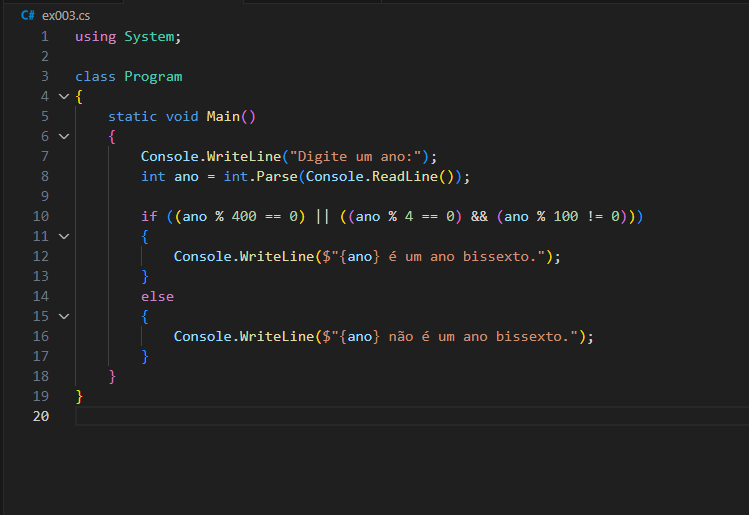 C# ex003.cs
1 using System;
2
3 class Program
4 {
5     static void Main()
6     {
7         Console.WriteLine("Digite um ano:");
8         int ano = int.Parse(Console.ReadLine());
9
10         if ((ano % 400 == 0) || ((ano % 4 == 0) && (ano % 100 != 0)))
11         {
12             Console.WriteLine($"{ano} é um ano bissexto.");
13         }
14         else
15         {
16             Console.WriteLine($"{ano} não é um ano bissexto.");
17         }
18     }
19 }
20